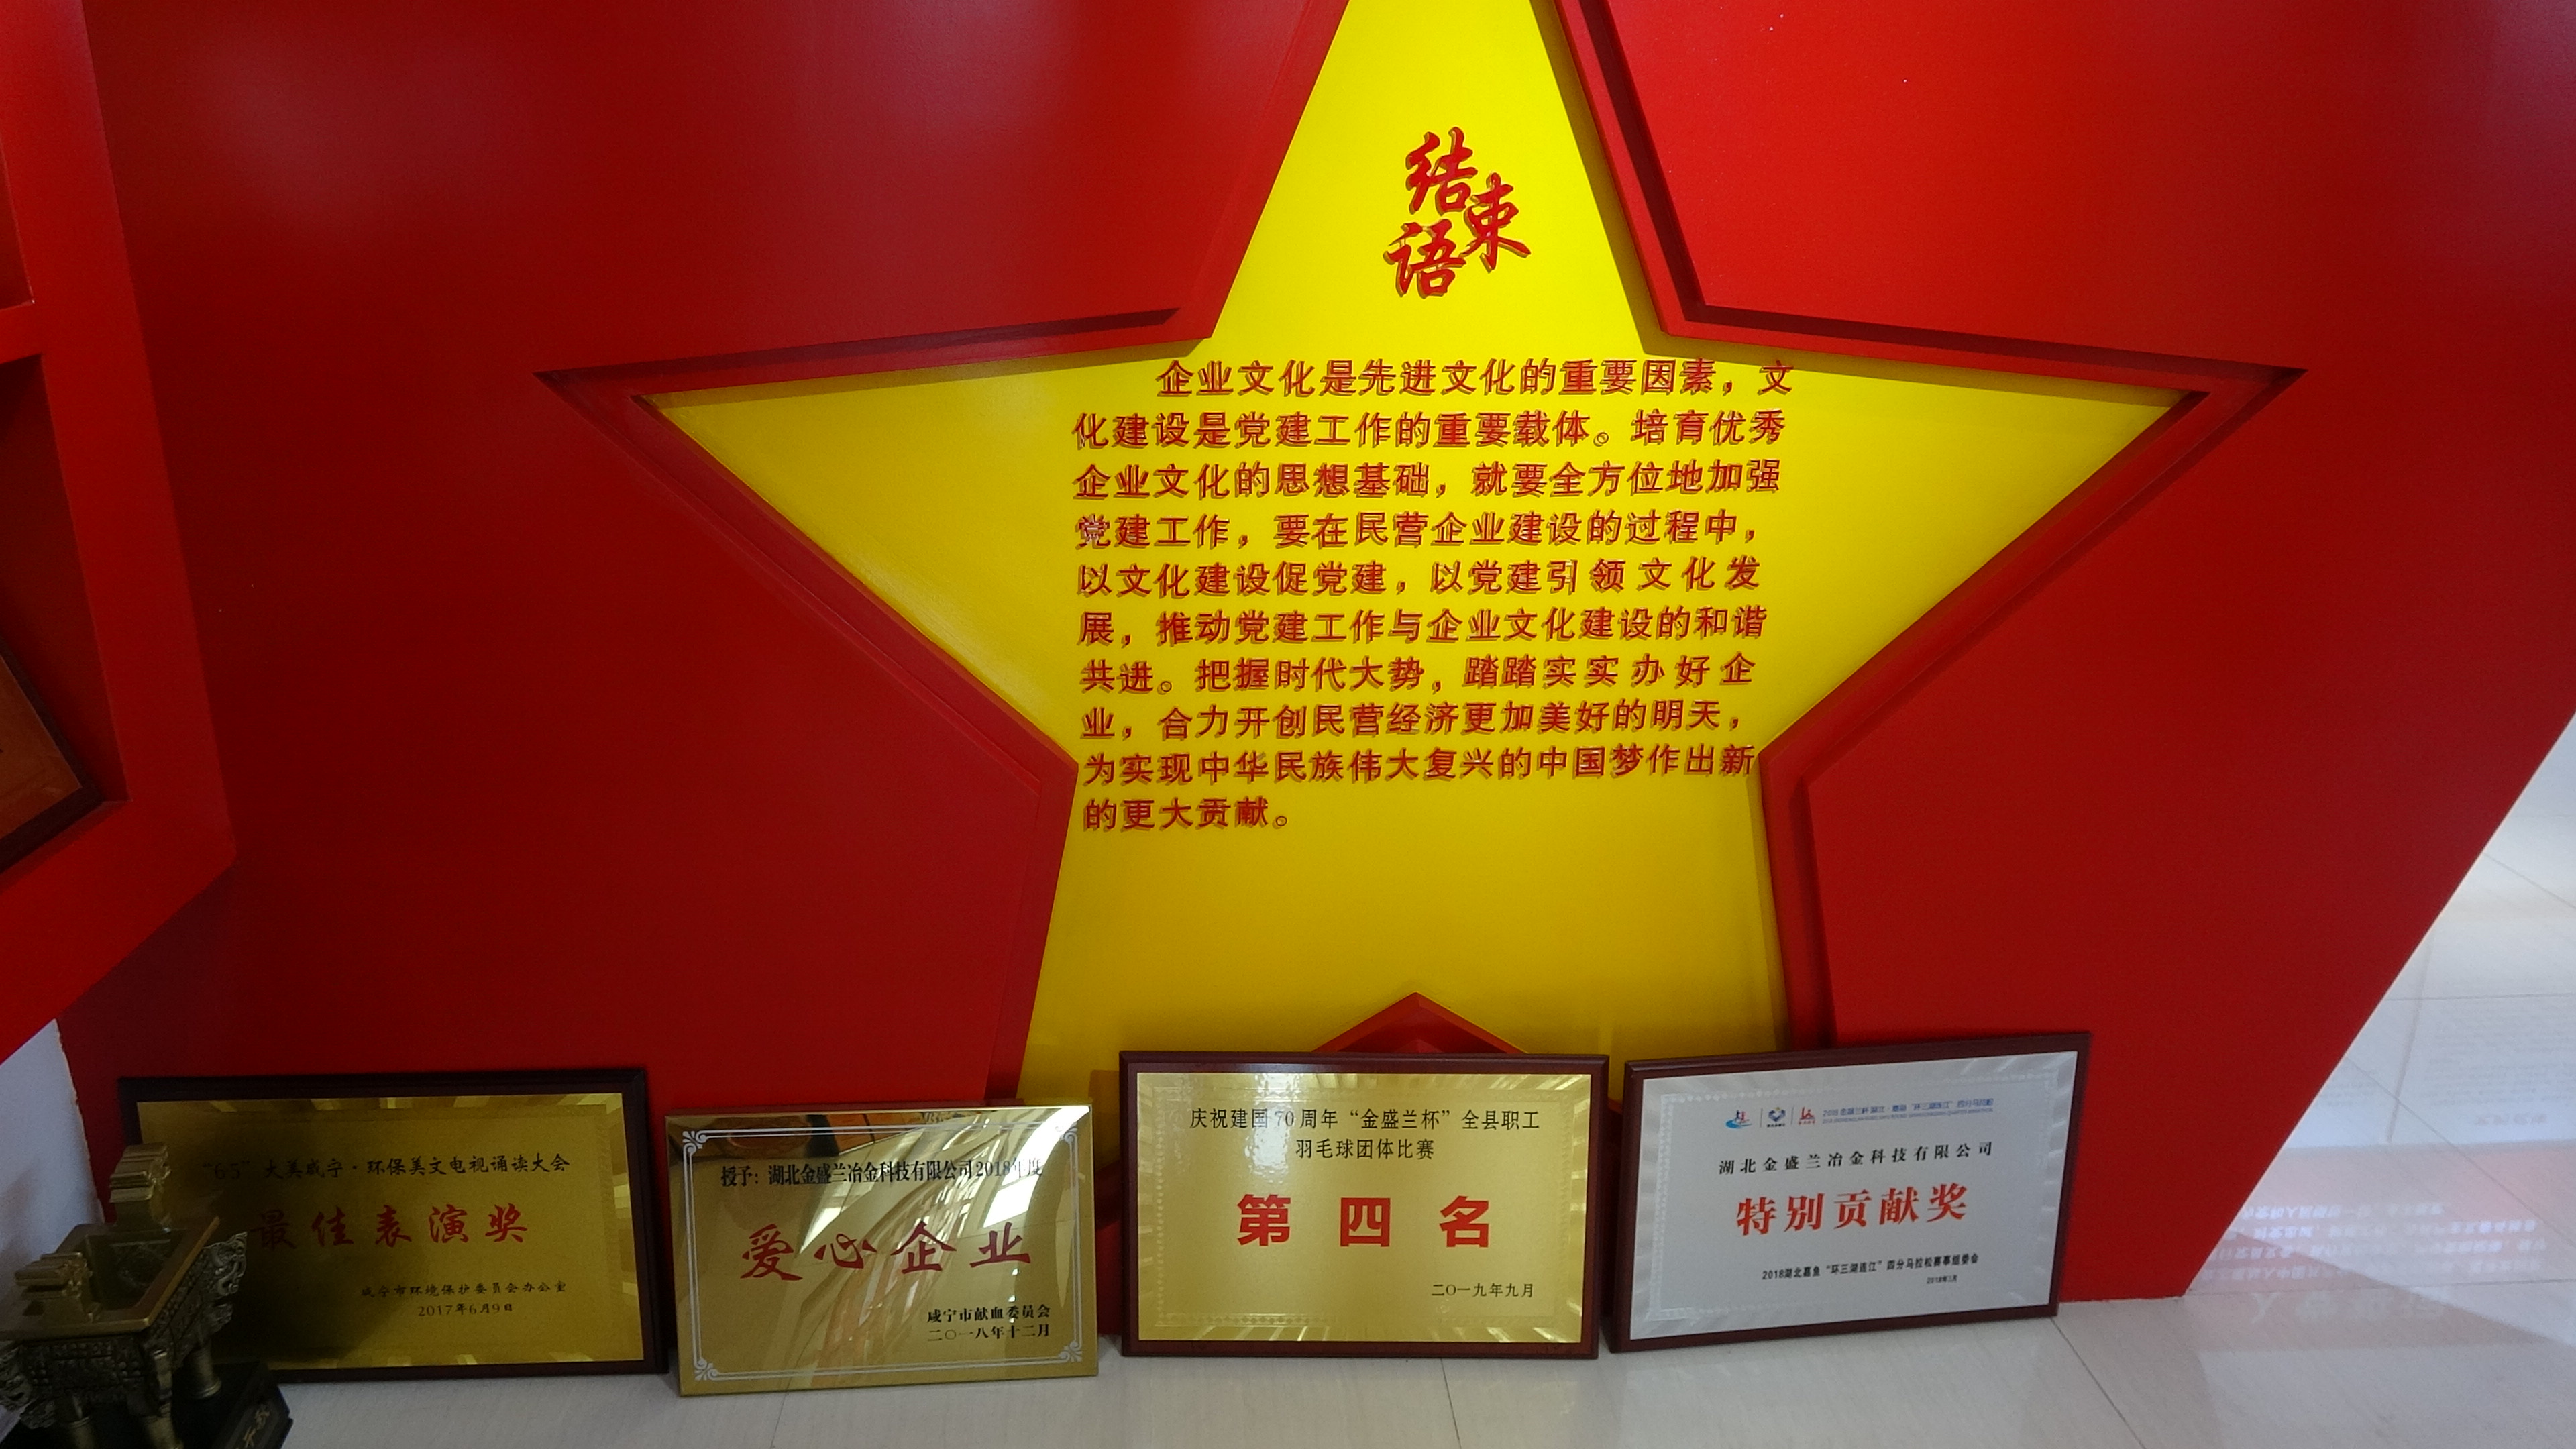 结束
语
企业文化是先进文化的重要因素，文
化建设是党建工作的重要载体。培育优秀
企业文化的思想基础，就要全方位地加强
党建工作，要在民营企业建设的过程中，
以文化建设促党建，以党建引领文化发
展，推动党建工作与企业文化建设的和谐
共进。把握时代大势，踏踏实实办好企
业，合力开创民营经济更加美好的明天，
为实现中华民族伟大复兴的中国梦作出新
的更大贡献。
“6·5”大美咸宁·环保美文电视诵读大会
最佳表演奖
咸宁市环境保护委员会办公室
2017年6月9日
授予：湖北金盛兰冶金科技有限公司2018年度
爱心企业
咸宁市献血委员会
二〇一八年十二月
庆祝建国70周年“金盛兰杯”全县职工
羽毛球团体比赛
第四名
二〇一九年九月
湖北金盛兰冶金科技有限公司
特别贡献奖
2018湖北嘉鱼“环三湖连江”四分马拉松赛事组委会